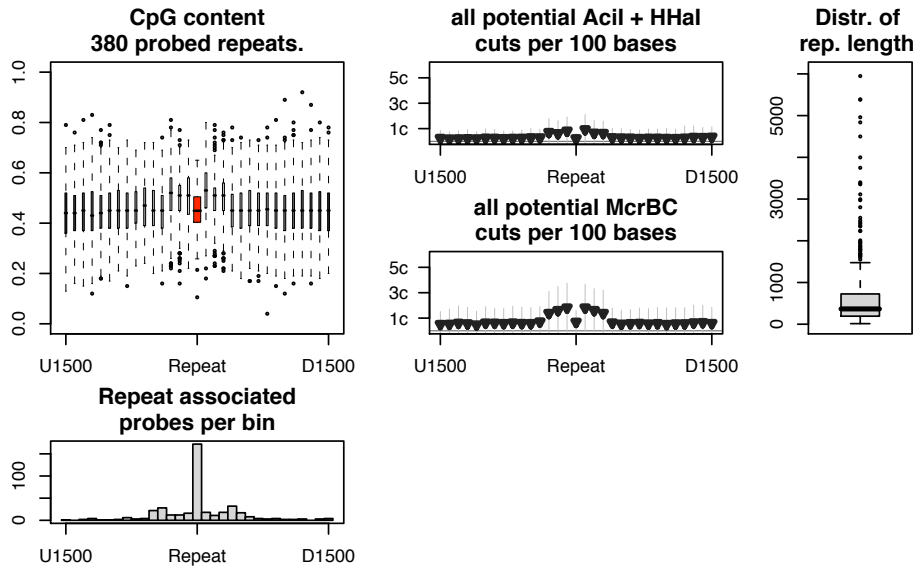 CpG content
380 probed repeats.
1.0
0.8
0.6
0.4
0.2
0.0
U1500
Repeat
D1500
all potential AciI + HHaI
cuts per 100 bases
5c
3c
1c
U1500
Repeat
D1500
all potential McrBC
cuts per 100 bases
5c
3c
1c
U1500
Repeat
D1500
Distr. of
rep. length
5000
3000
1000
0
Repeat associated
probes per bin
100
0
U1500
Repeat
D1500